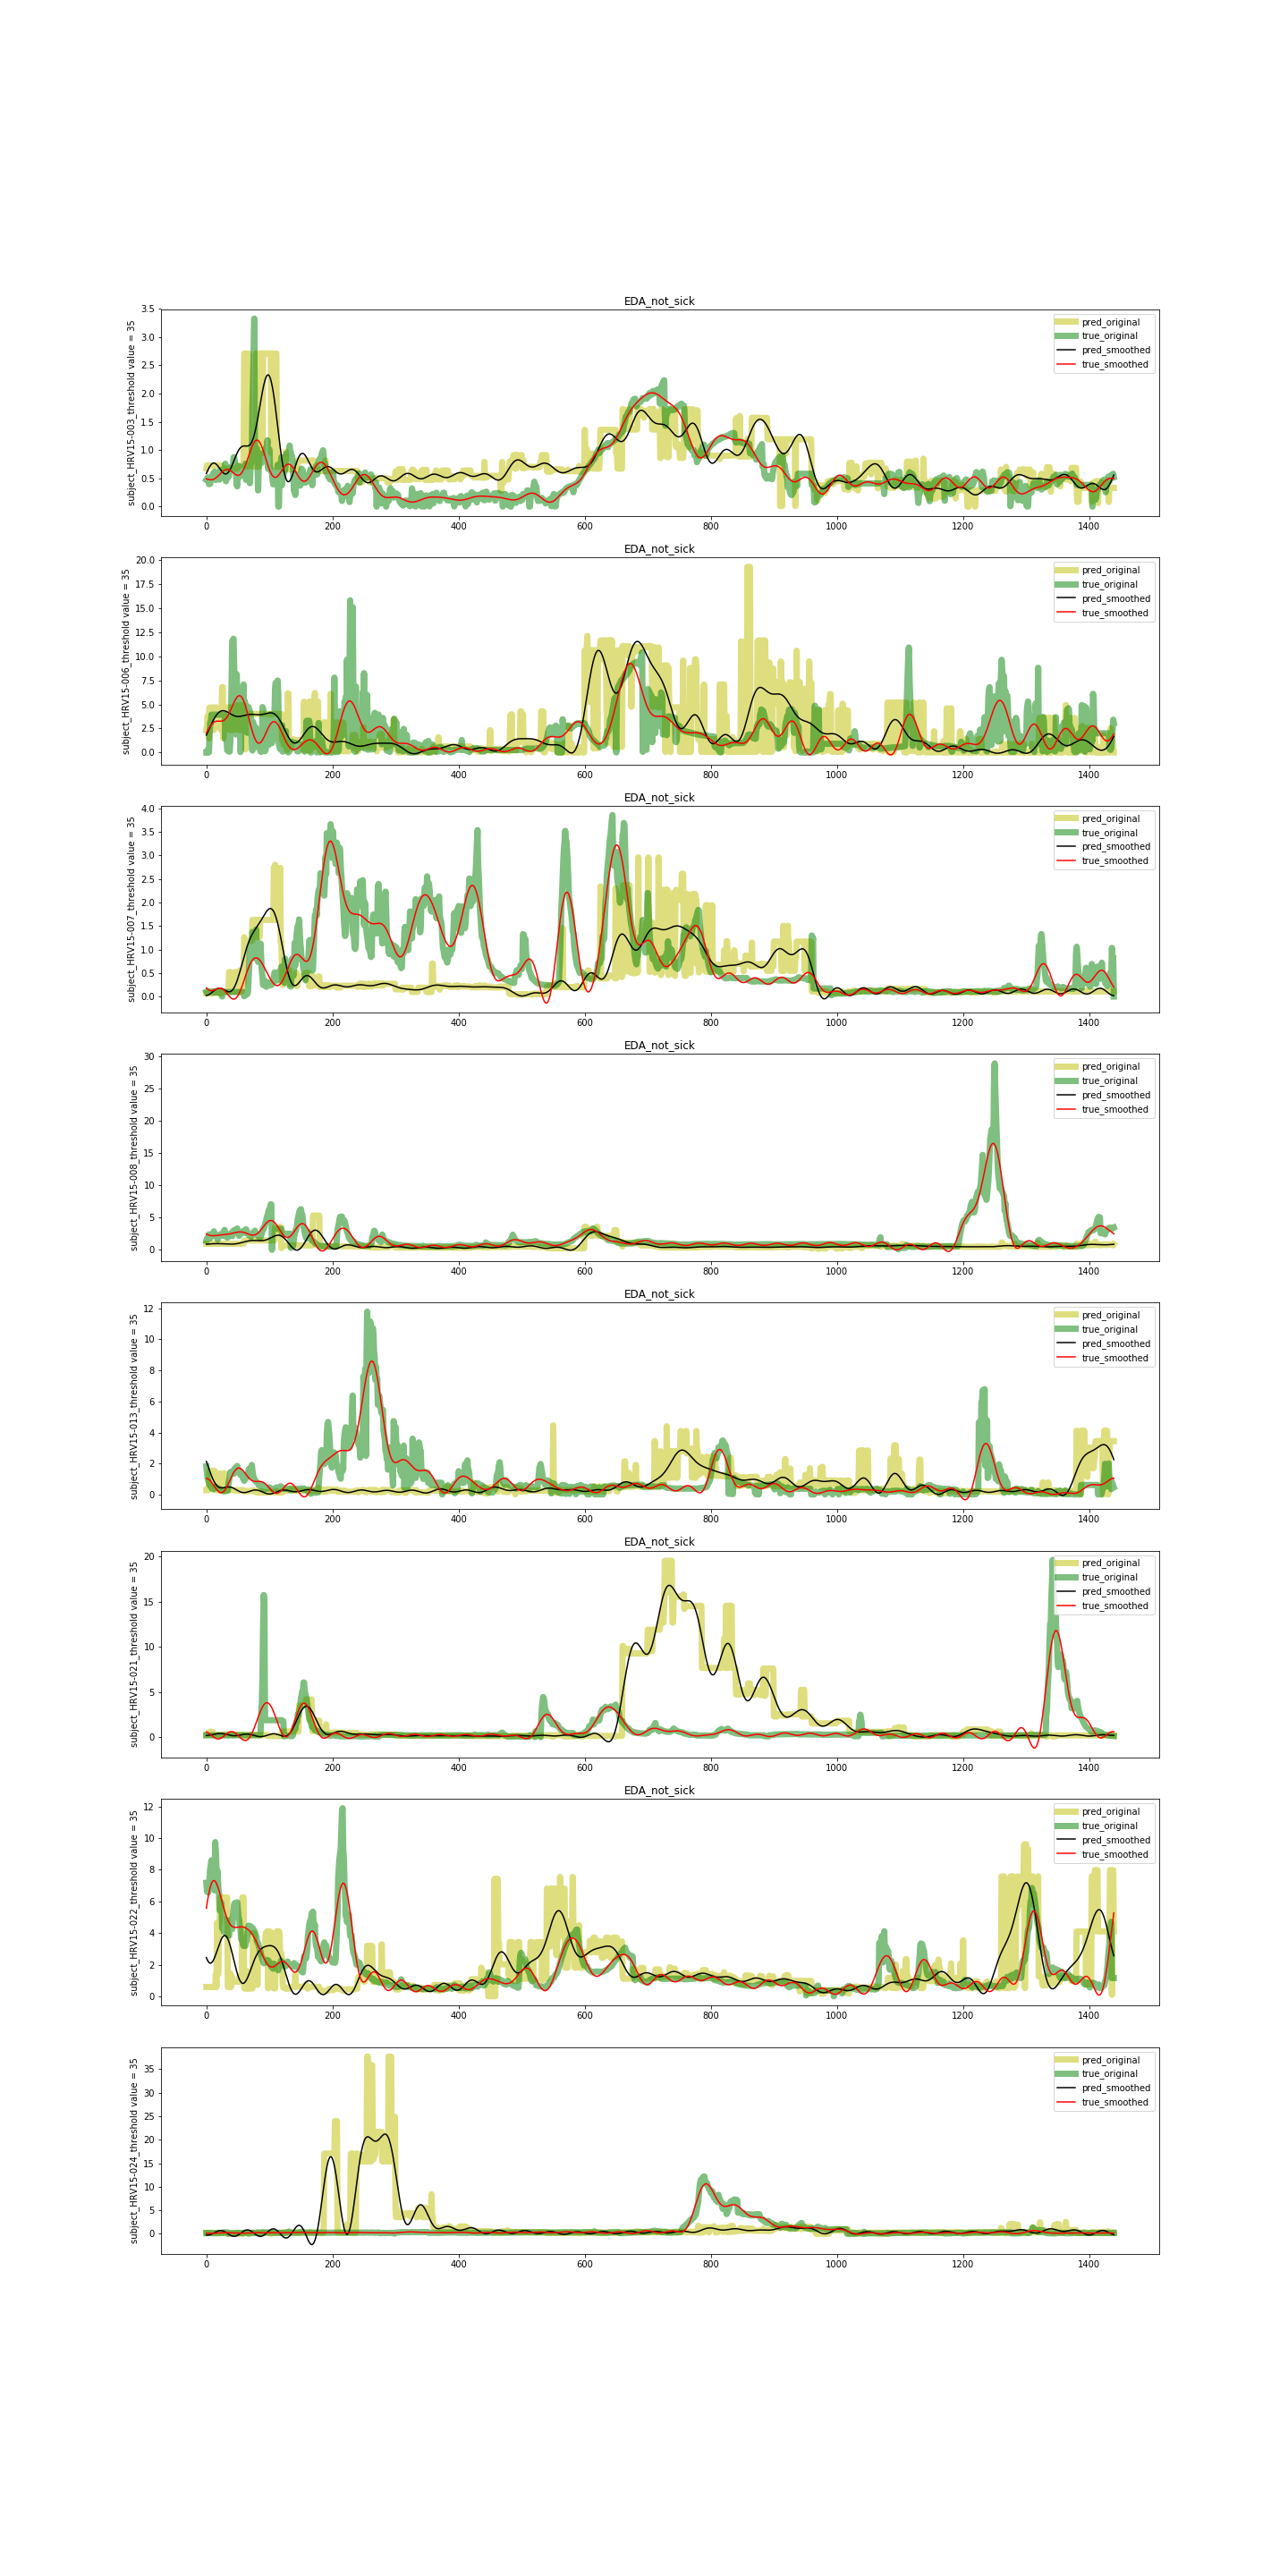 EDA_not_sick
subject_HRV15-003_threshold value = 35
3.5
3.0
2.5
2.0
1.5
1.0
0.5
0.0
pred_original
true_original
pred_smoothed
true_smoothed
0 200 400 600 800 1000 1200 1400
EDA_not_sick
subject_HRV15-006_threshold value = 35
20.0
17.5
15.0
12.5
10.0
7.5
5.0
2.5
0.0
pred_original
true_original
pred_smoothed
true_smoothed
0 200 400 600 800 1000 1200 1400
EDA_not_sick
subject_HRV15-007_threshold value = 35
4.0
3.5
3.0
2.5
2.0
1.5
1.0
0.5
0.0
pred_original
true_original
pred_smoothed
true_smoothed
0 200 400 600 800 1000 1200 1400
EDA_not_sick
subject_HRV15-008_threshold value = 35
30
25
20
15
10
5
0
pred_original
true_original
pred_smoothed
true_smoothed
0 200 400 600 800 1000 1200 1400
EDA_not_sick
subject_HRV15-013_threshold value = 35
12
10
8
6
4
2
0
pred_original
true_original
pred_smoothed
true_smoothed
0 200 400 600 800 1000 1200 1400
EDA_not_sick
subject_HRV15-021_threshold value = 35
20
15
10
5
0
pred_original
true_original
pred_smoothed
true_smoothed
0 200 400 600 800 1000 1200 1400
EDA_not_sick
subject_HRV15-022_threshold value = 35
12
10
8
6
4
2
0
pred_original
true_original
pred_smoothed
true_smoothed
0 200 400 600 800 1000 1200 1400
subject_HRV15-024_threshold value = 35
35
30
25
20
15
10
5
0
pred_original
true_original
pred_smoothed
true_smoothed
0 200 400 600 800 1000 1200 1400